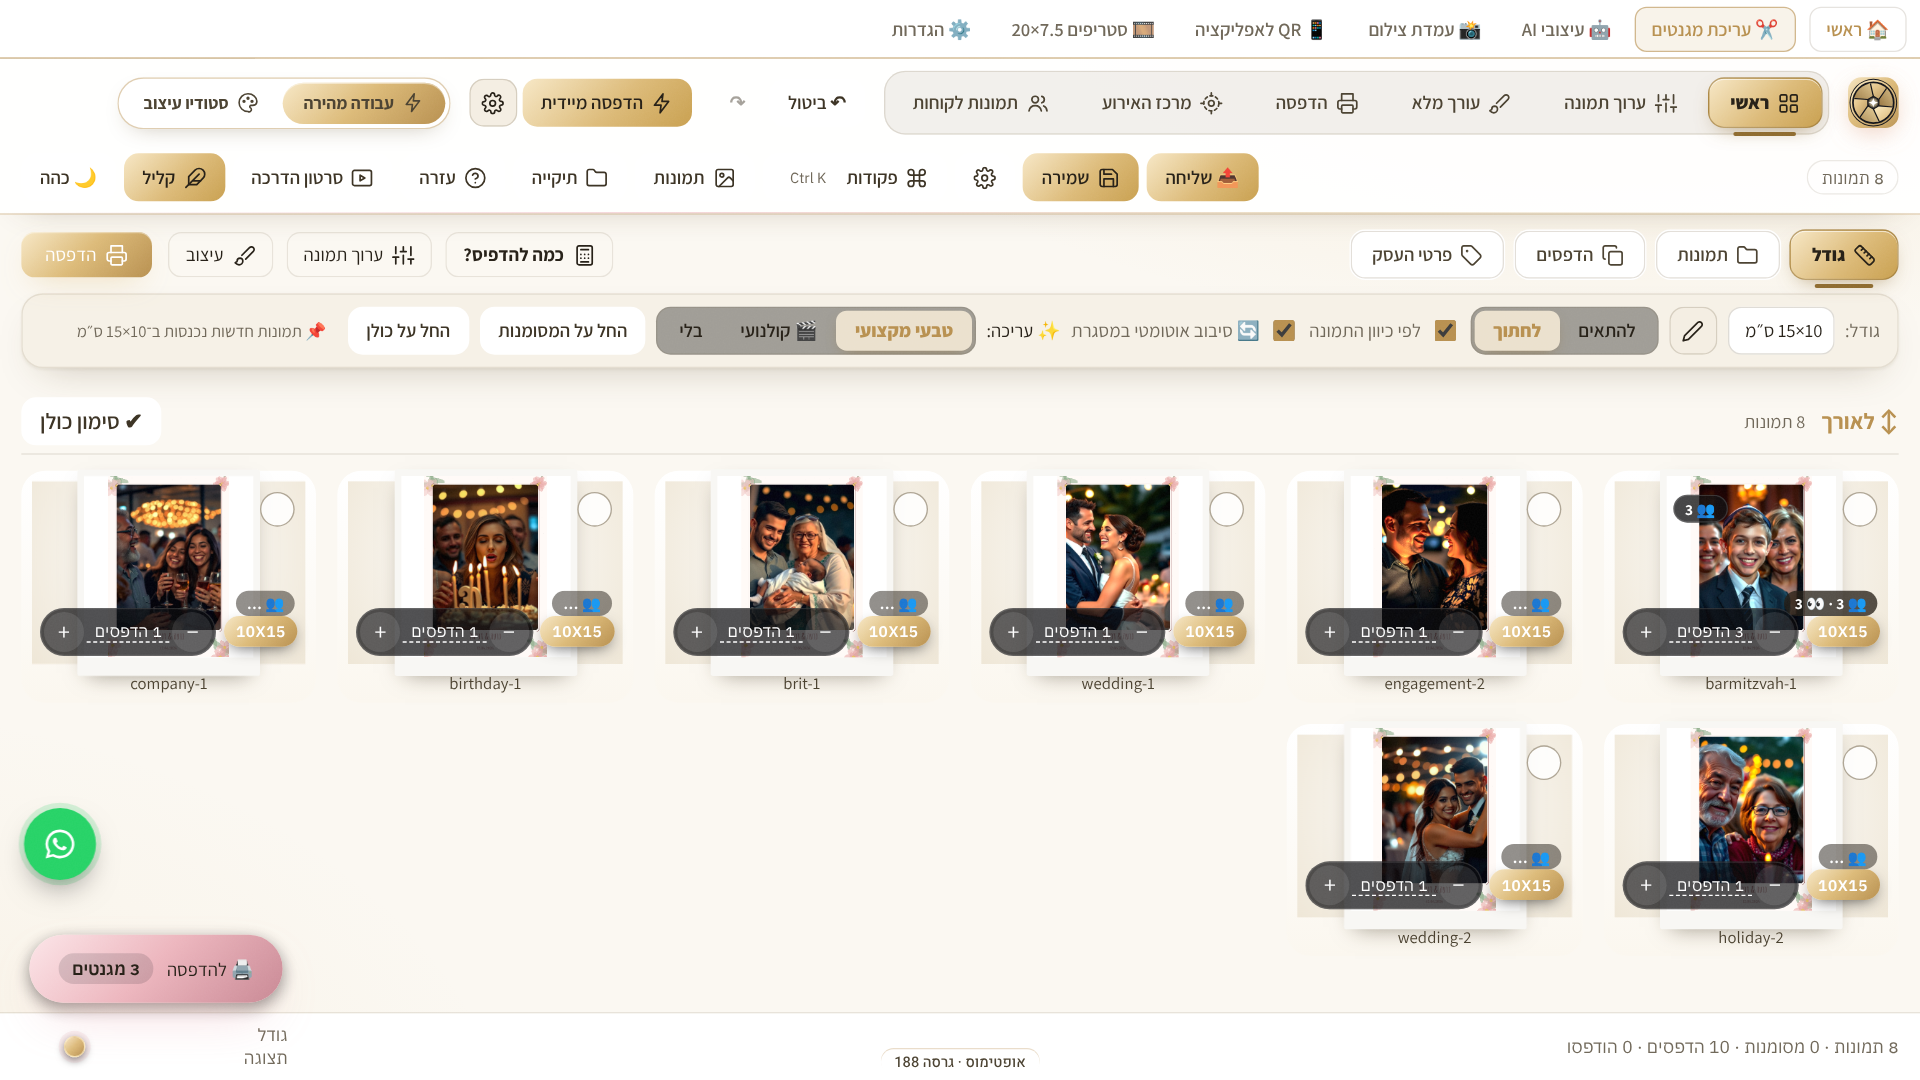 🏠 ראשי
✂️ עריכת מגנטים
🤖 עיצובי AI
📸 עמדת צילום
📱 QR לאפליקציה
🎞️ סטריפים 20×7.5
⚙️ הגדרות
ראשי
ערוך תמונה
עורך מלא
הדפסה
מרכז האירוע
תמונות לקוחות
↶ ביטול
↷
הדפסה מיידית
עבודה מהירה
סטודיו עיצוב
8 תמונות
📤 שליחה
שמירה
פקודות Ctrl K
תמונות
תיקייה
עזרה
סרטון הדרכה
קליל
🌙 כהה
גודל
תמונות
הדפסים
פרטי העסק
כמה להדפיס?
ערוך תמונה
עיצוב
הדפסה
גודל:
10×15 ס״מ
להתאים
לחתוך
לפי כיוון התמונה
🔄 סיבוב אוטומטי במסגרת
✨ עריכה:
טבעי מקצועי
🎬 קולנועי
בלי
החל על המסומנות
החל על כולן
📌 תמונות חדשות נכנסות ב־10×15 ס״מ
↕ לאורך 8 תמונות
✔ סימון כולן
👥 3
👥 3 · 👀 3
10X15
− 3 הדפסים +
barmitzvah-1
👥 ...
10X15
− 1 הדפסים +
engagement-2
👥 ...
10X15
− 1 הדפסים +
wedding-1
👥 ...
10X15
− 1 הדפסים +
brit-1
👥 ...
10X15
− 1 הדפסים +
birthday-1
👥 ...
10X15
− 1 הדפסים +
company-1
👥 ...
10X15
− 1 הדפסים +
holiday-2
👥 ...
10X15
− 1 הדפסים +
wedding-2
🖨️ להדפסה 3 מגנטים
8 תמונות · 0 מסומנות · 10 הדפסים · 0 הודפסו
אופטימוס · גרסה 188
גודל
תצוגה